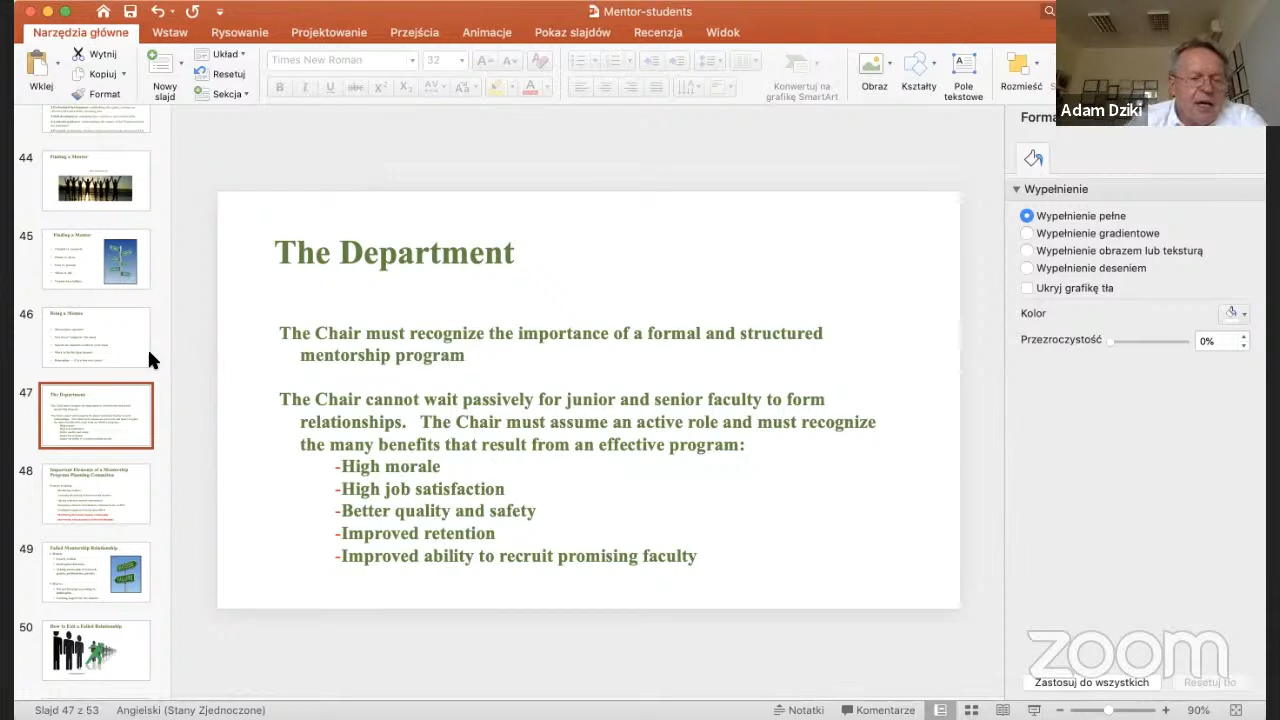 Mentor-students
Narzędzia główne Wstaw Rysowanie Projektowanie Przejścia Animacje Pokaz slajdów Recenzja Widok
Wklej
Wytnij
Kopiuj
Format
Nowy slajd
Układ
Resetuj
Sekcja
Times New Roman 32
Konwertuj na grafikę SmartArt
Obraz
Kształty
Pole tekstowe
Rozmieść
Adam Dziki
44
Finding a Mentor
45
Finding a Mentor
46
Being a Mentee
47
The Department
48
Important Elements of a Mentorship
Program Planning Committee
49
Failed Mentorship Relationship
50
How to Exit a Failed Relationship
The Department
The Chair must recognize the importance of a formal and structured
mentorship program
The Chair cannot wait passively for junior and senior faculty to form
relationships. The Chair must assume an active role and must recognize
the many benefits that result from an effective program:
-High morale
-High job satisfaction
-Better quality and safety
-Improved retention
-Improved ability to recruit promising faculty
Wypełnienie
Wypełnienie pełne
Wypełnienie gradientowe
Wypełnienie obrazem lub teksturą
Wypełnienie deseniem
Ukryj grafikę tła
Kolor
Przezroczystość 0%
zoom
Zastosuj do wszystkich
Resetuj tło
Slajd 47 z 53 Angielski (Stany Zjednoczone) Notatki Komentarze 90%